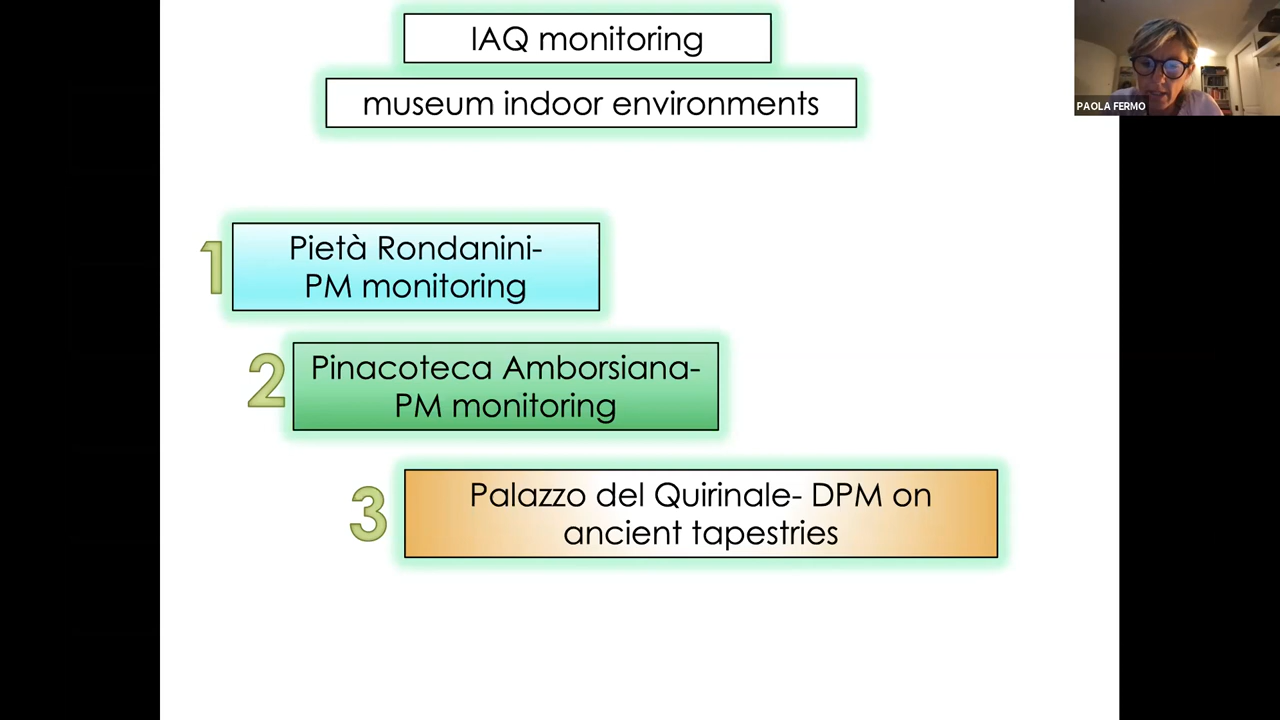 IAQ monitoring
museum indoor environments
PAOLA FERMO
1
Pietà Rondanini-
PM monitoring
2
Pinacoteca Amborsiana-
PM monitoring
3
Palazzo del Quirinale- DPM on
ancient tapestries